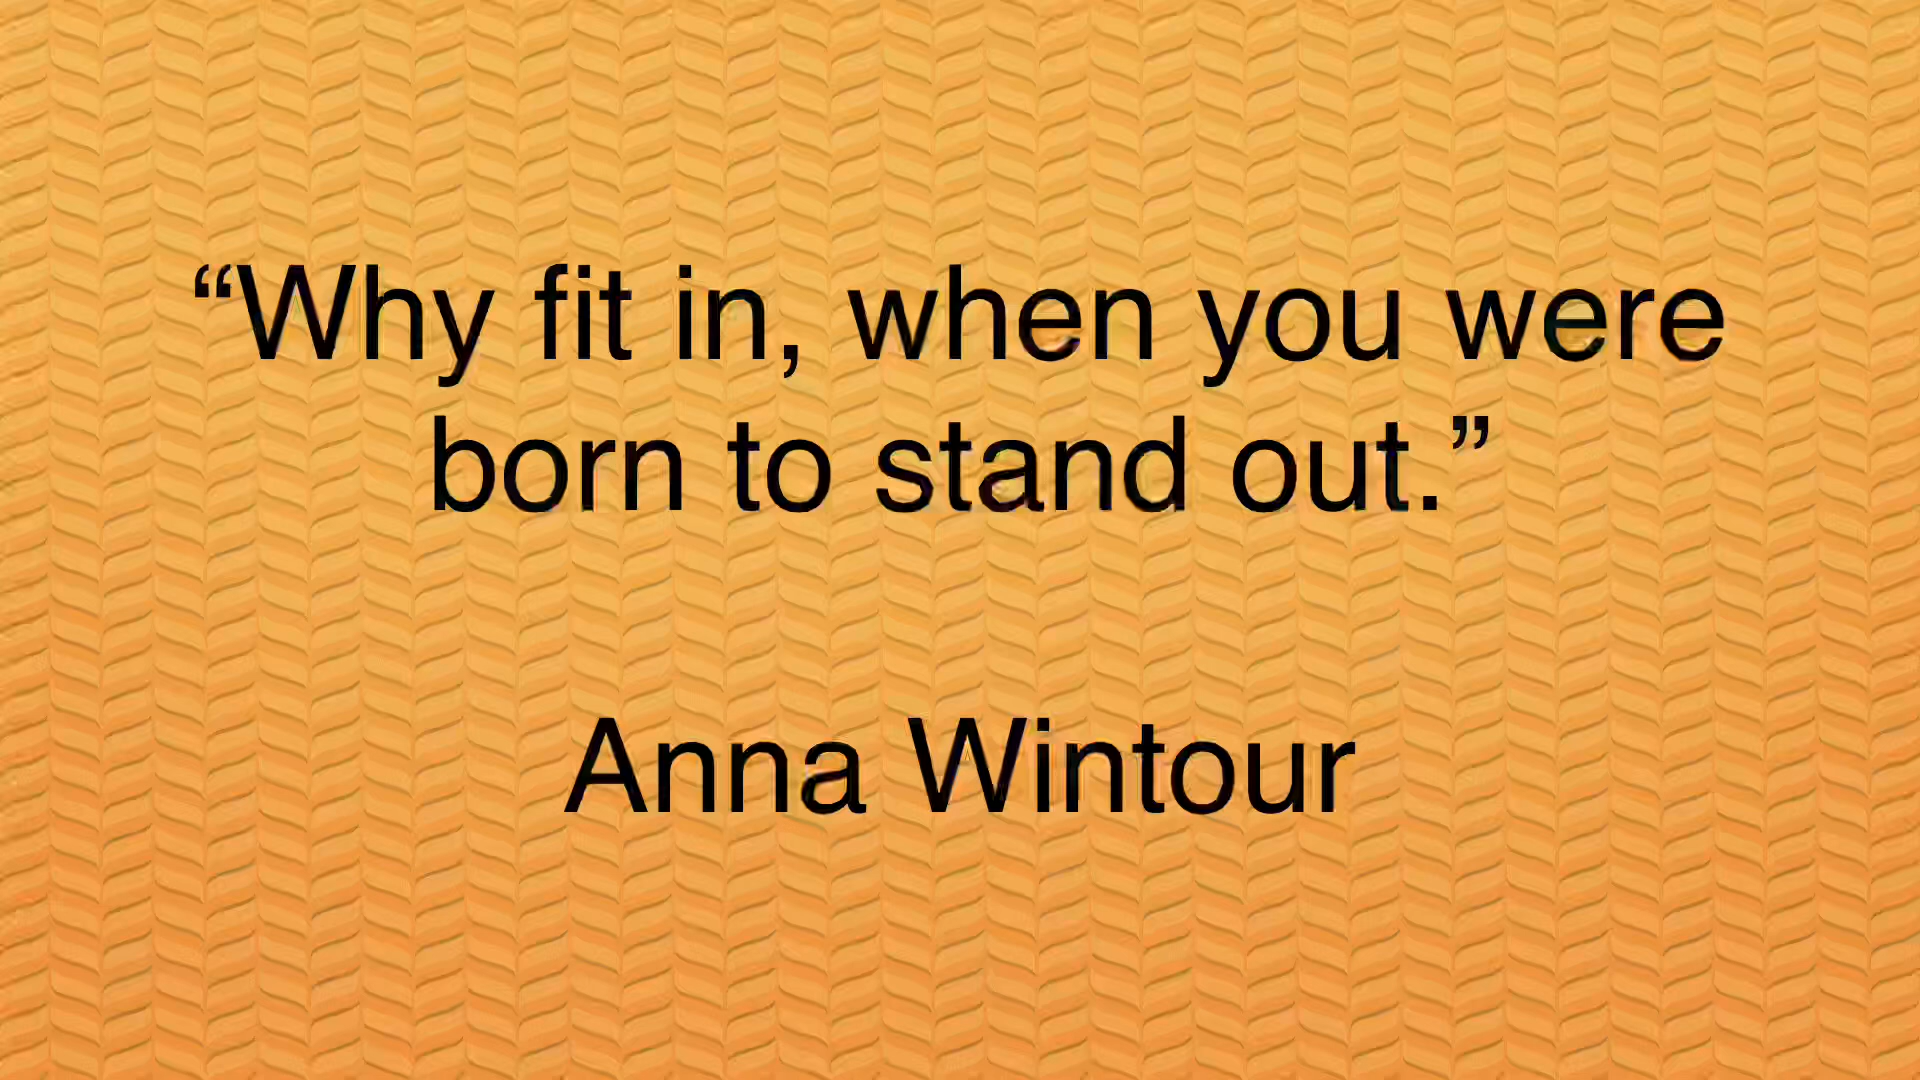 “Why fit in, when you were
born to stand out.”
Anna Wintour